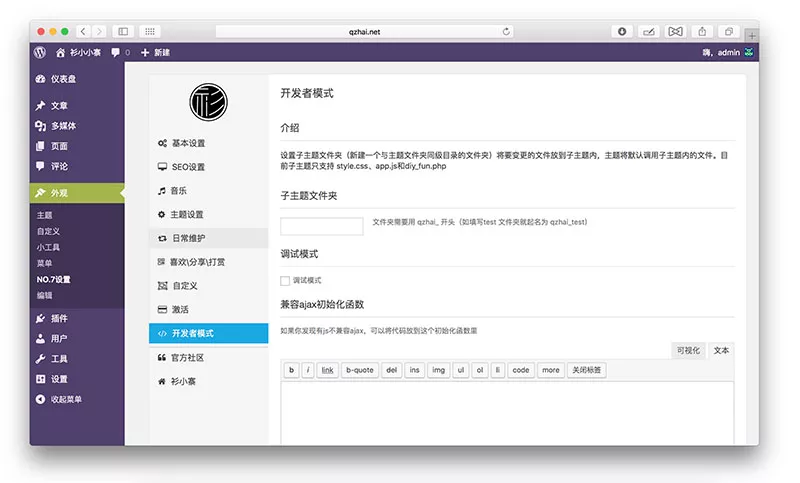 qzhai.net
衫小小寨
0
新建
嗨，admin
仪表盘
文章
多媒体
页面
评论
外观
主题
自定义
小工具
菜单
NO.7设置
编辑
插件
用户
工具
设置
收起菜单
衫
基本设置
SEO设置
音乐
主题设置
日常维护
喜欢\分享\打赏
自定义
激活
开发者模式
官方社区
衫小寨
开发者模式
介绍
设置子主题文件夹（新建一个与主题文件夹同级目录的文件夹）将要变更的文件放到子主题内，主题将默认调用子主题内的文件。目
前子主题只支持 style.css、app.js和diy_fun.php
子主题文件夹
文件夹需要用 qzhai_ 开头（如填写test 文件夹就起名为 qzhai_test）
调试模式
调试模式
兼容ajax初始化函数
如果你发现有js不兼容ajax，可以将代码放到这个初始化函数里
可视化 文本
b i link b-quote del ins img ul ol li code more 关闭标签